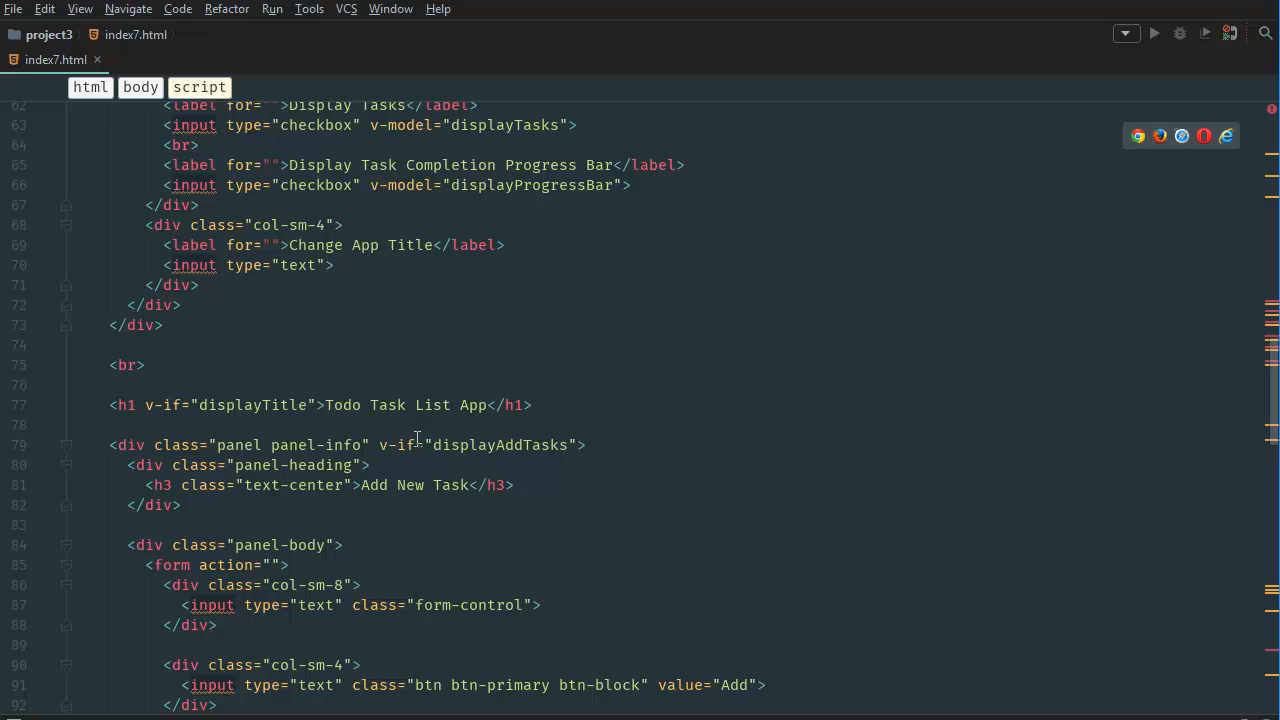 File Edit View Navigate Code Refactor Run Tools VCS Window Help
project3 index7.html
index7.html ×
html body script
62 <label for="">Display Tasks</label>
63 <input type="checkbox" v-model="displayTasks">
64 <br>
65 <label for="">Display Task Completion Progress Bar</label>
66 <input type="checkbox" v-model="displayProgressBar">
67 </div>
68 <div class="col-sm-4">
69 <label for="">Change App Title</label>
70 <input type="text">
71 </div>
72 </div>
73 </div>
74
75 <br>
76
77 <h1 v-if="displayTitle">Todo Task List App</h1>
78
79 <div class="panel panel-info" v-if="displayAddTasks">
80 <div class="panel-heading">
81 <h3 class="text-center">Add New Task</h3>
82 </div>
83
84 <div class="panel-body">
85 <form action="">
86 <div class="col-sm-8">
87 <input type="text" class="form-control">
88 </div>
89
90 <div class="col-sm-4">
91 <input type="text" class="btn btn-primary btn-block" value="Add">
92 </div>